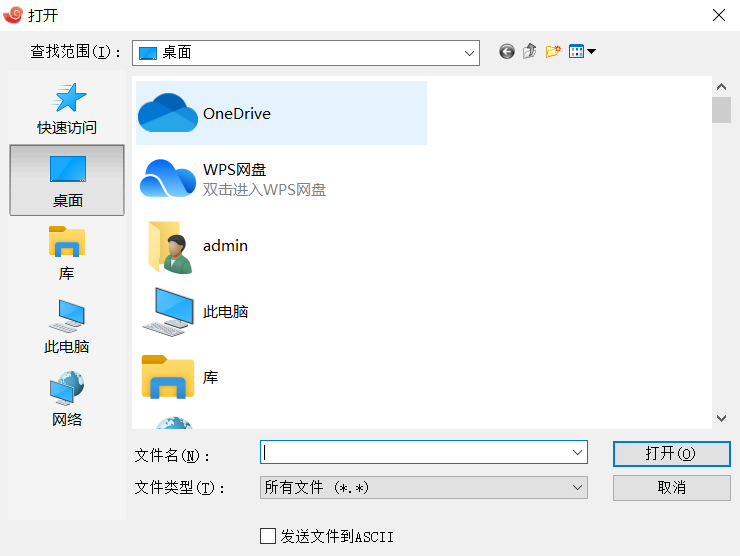 打开
查找范围(I)：
桌面
快速访问
桌面
库
此电脑
网络
OneDrive
WPS网盘
双击进入WPS网盘
admin
此电脑
库
文件名(N)：
打开(O)
文件类型(T)：
所有文件 (*.*)
取消
发送文件到ASCII